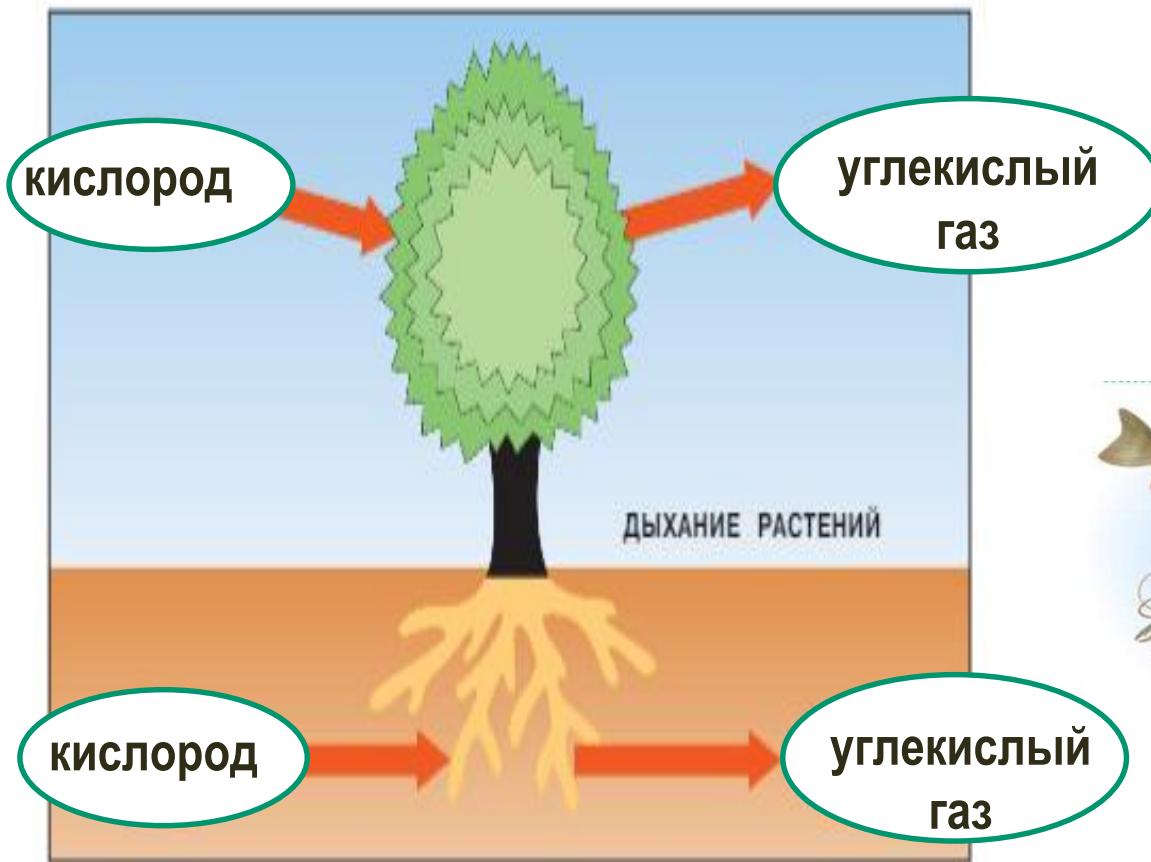 кислород
углекислый
газ
ДЫХАНИЕ РАСТЕНИЙ
кислород
углекислый
газ